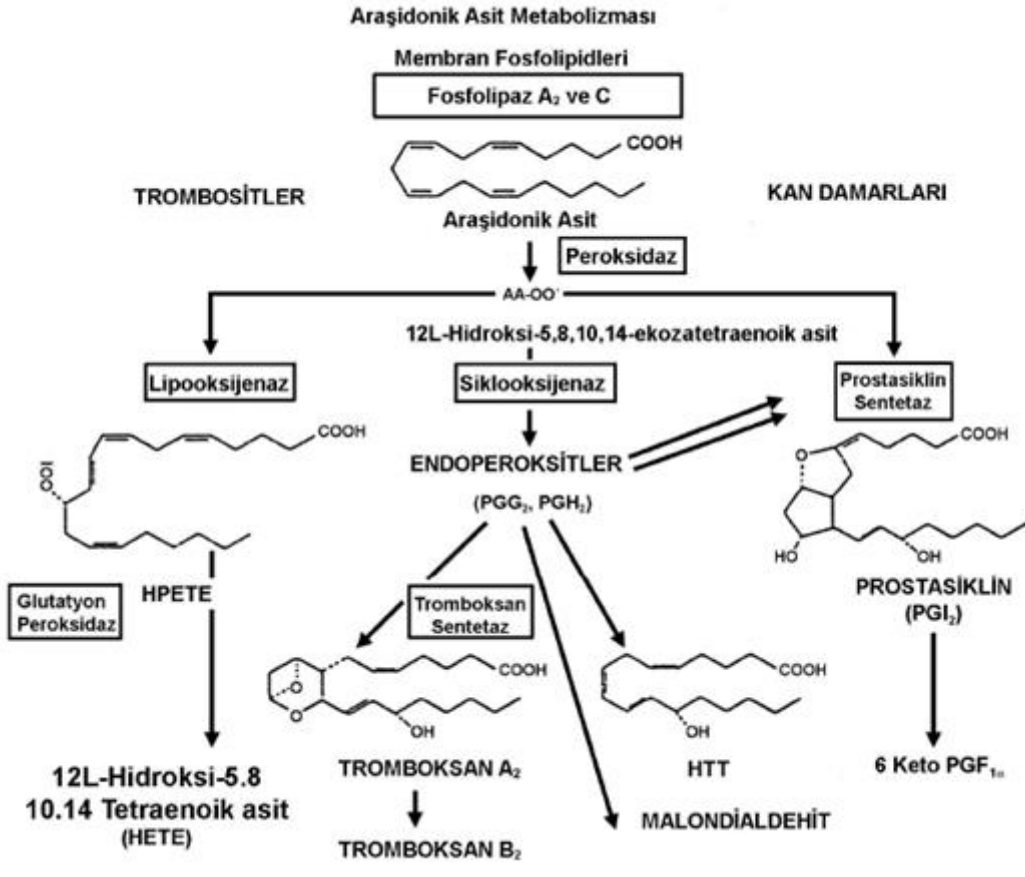 Araşidonik Asit Metabolizması
Membran Fosfolipidleri
Fosfolipaz A₂ ve C
COOH
TROMBOSİTLER
KAN DAMARLARI
Araşidonik Asit
Peroksidaz
AA-OO˙
12L-Hidroksi-5,8,10,14-ekozatetraenoik asit
Lipooksijenaz
Siklooksijenaz
Prostasiklin
Sentetaz
COOH
OOI
ENDOPEROKSİTLER
(PGG₂, PGH₂)
O
COOH
HO
OH
Glutatyon
Peroksidaz
HPETE
Tromboksan
Sentetaz
PROSTASİKLİN
(PGI₂)
COOH
O
O
OH
COOH
OH
12L-Hidroksi-5.8
10.14 Tetraenoik asit
(HETE)
TROMBOKSAN A₂
HTT
6 Keto PGF₁α
MALONDİALDEHİT
TROMBOKSAN B₂